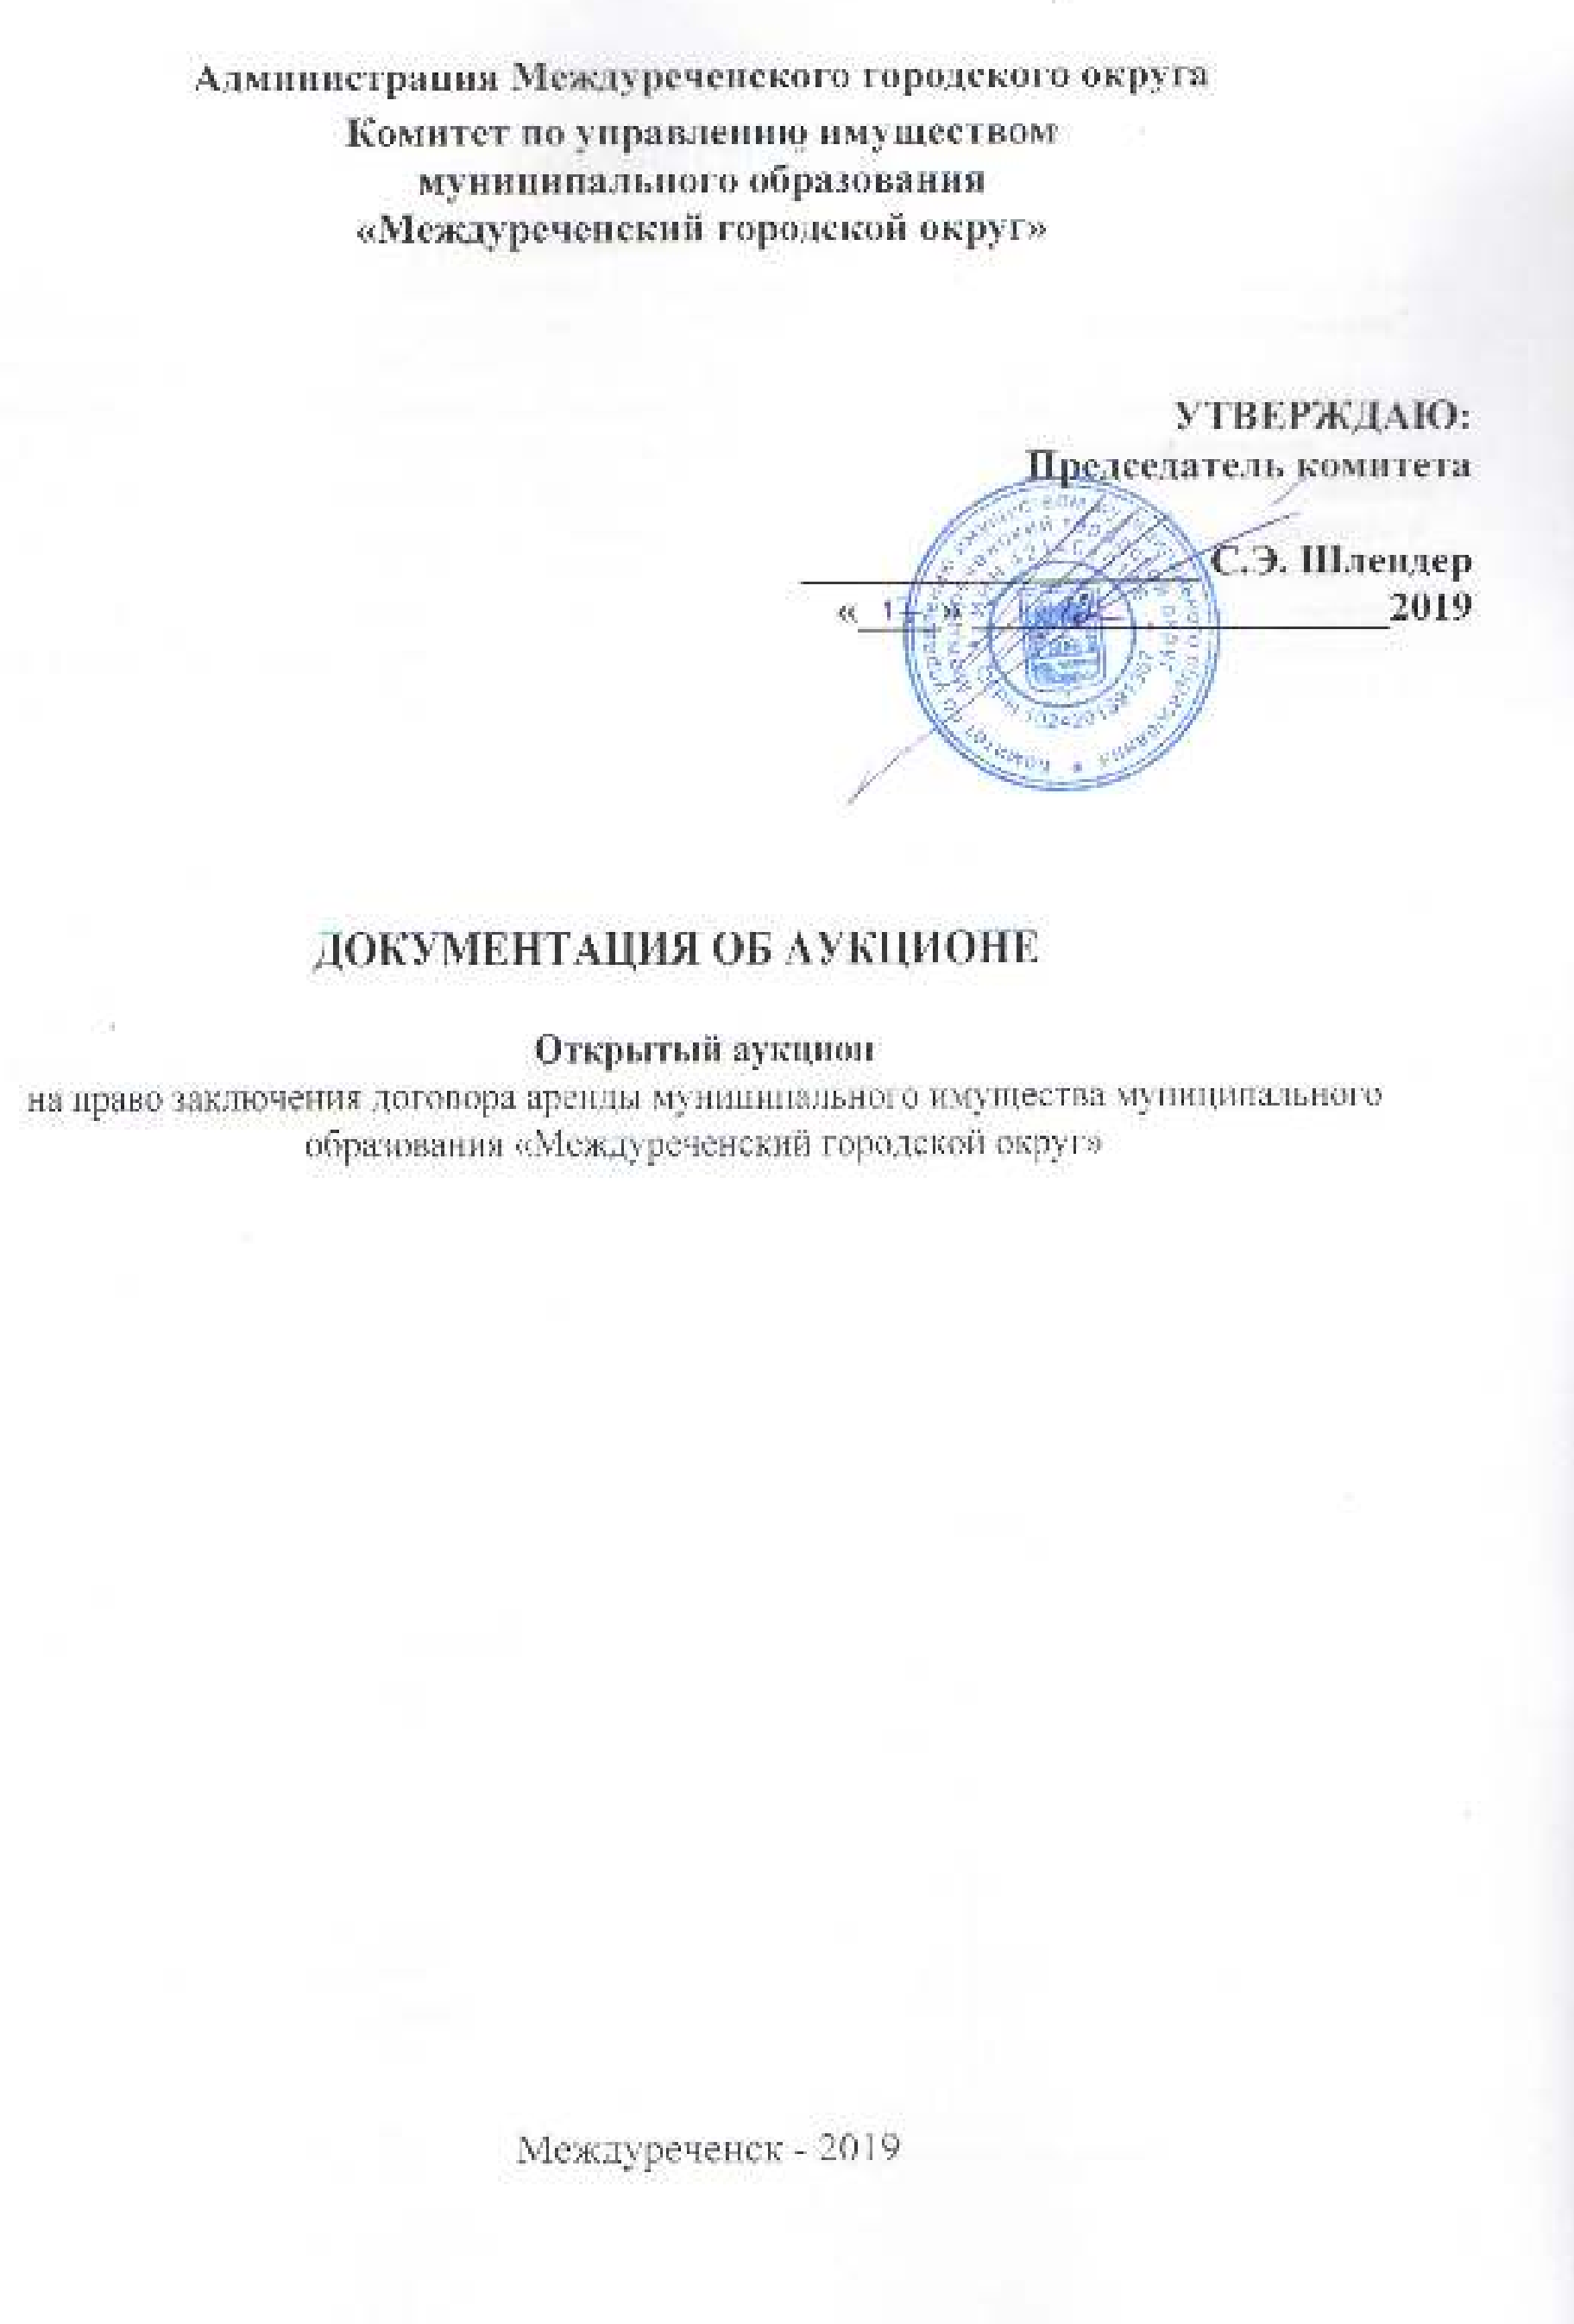 Администрация Междуреченского городского округа
Комитет по управлению имуществом
муниципального образования
«Междуреченский городской округ»
УТВЕРЖДАЮ:
Председатель комитета
С.Э. Шлендер
« » 2019
ДОКУМЕНТАЦИЯ ОБ АУКЦИОНЕ
Открытый аукцион
на право заключения договора аренды муниципального имущества муниципального
образования «Междуреченский городской округ»
Междуреченск - 2019